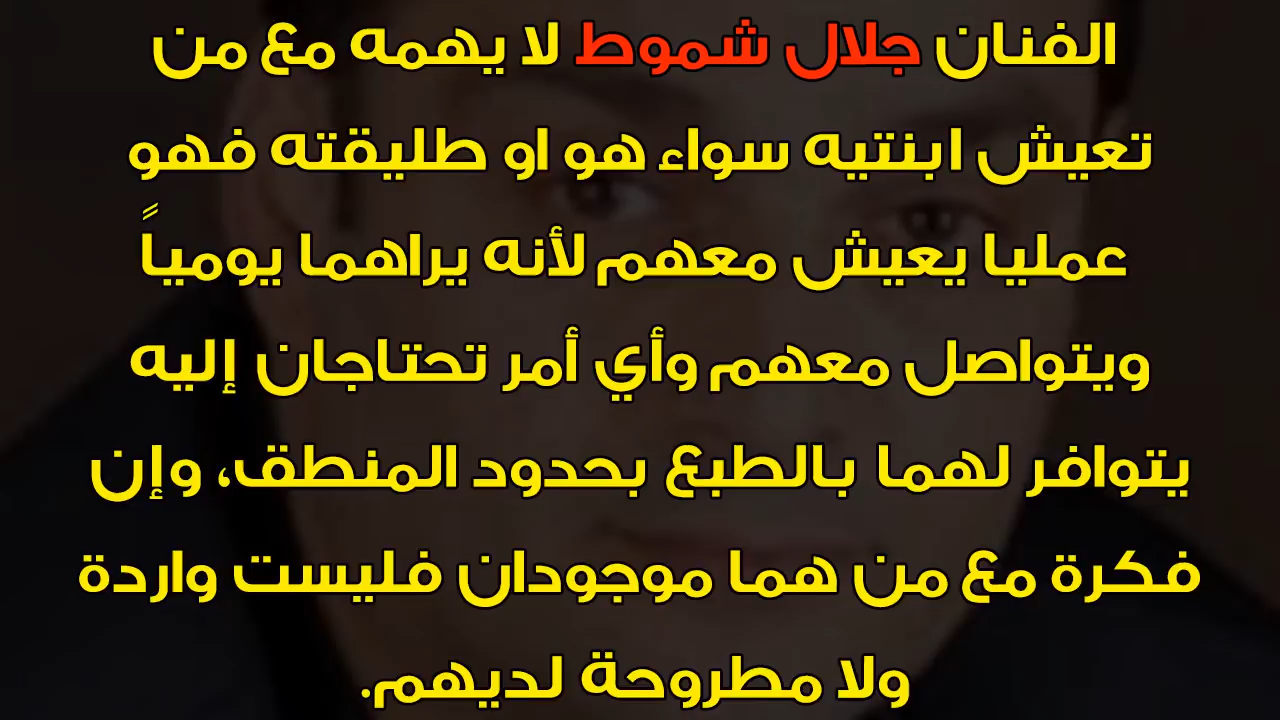 الفنان جلال شموط لا يهمه مع من
تعيش ابنتيه سواء هو او طليقته فهو
عمليا يعيش معهم لأنه يراهما يومياً
ويتواصل معهم وأي أمر تحتاجان إليه
يتوافر لهما بالطبع بحدود المنطق، وإن
فكرة مع من هما موجودان فليست واردة
ولا مطروحة لديهم.